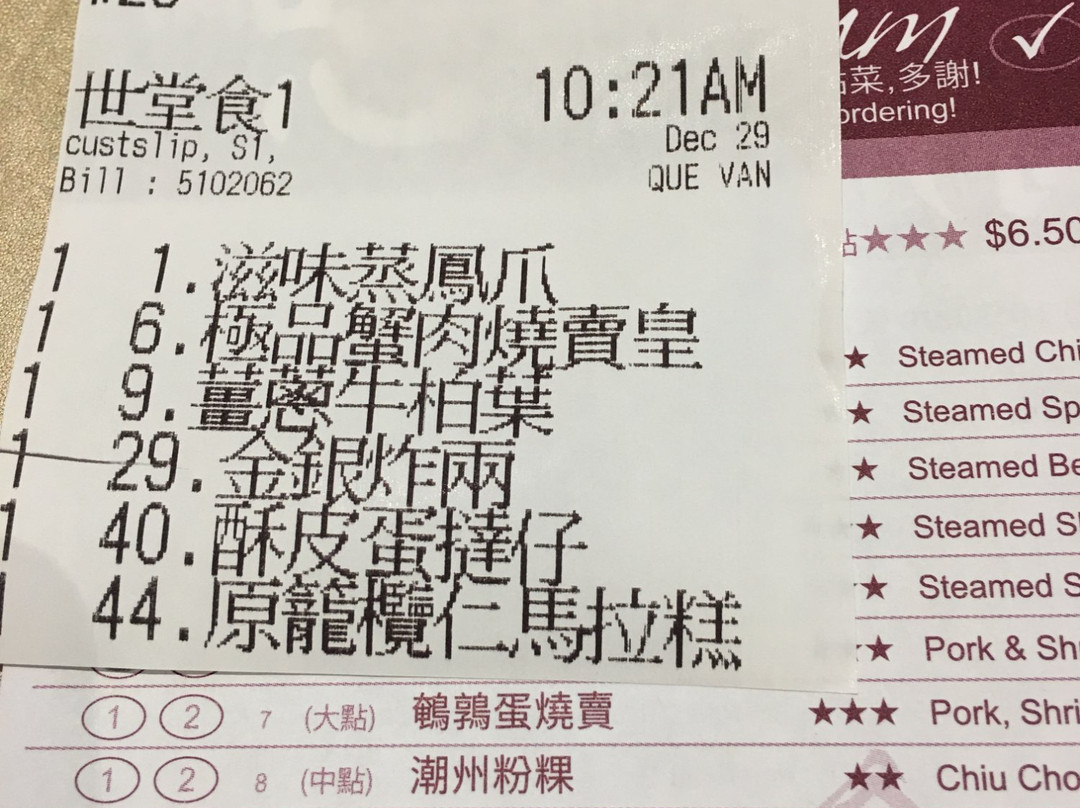 世堂食1 10:21AM
custslip, S1, Dec 29
Bill : 5102062 QUE VAN
1 1.滋味蒸鳳爪
1 6.極品蟹肉燒賣皇
1 9.薑蔥牛柏葉
1 29.金銀炸兩
1 40.酥皮蛋撻仔
1 44.原籠欖仁馬拉糕
菜,多謝!
ordering!
點★★★ $6.50
★ Steamed Chi
★ Steamed Sp
★ Steamed Be
★ Steamed S
★ Steamed S
★ Pork & Sh
1 2 7 (大點) 鵪鶉蛋燒賣 ★★★ Pork, Shri
1 2 8 (中點) 潮州粉粿 ★★ Chiu Cho